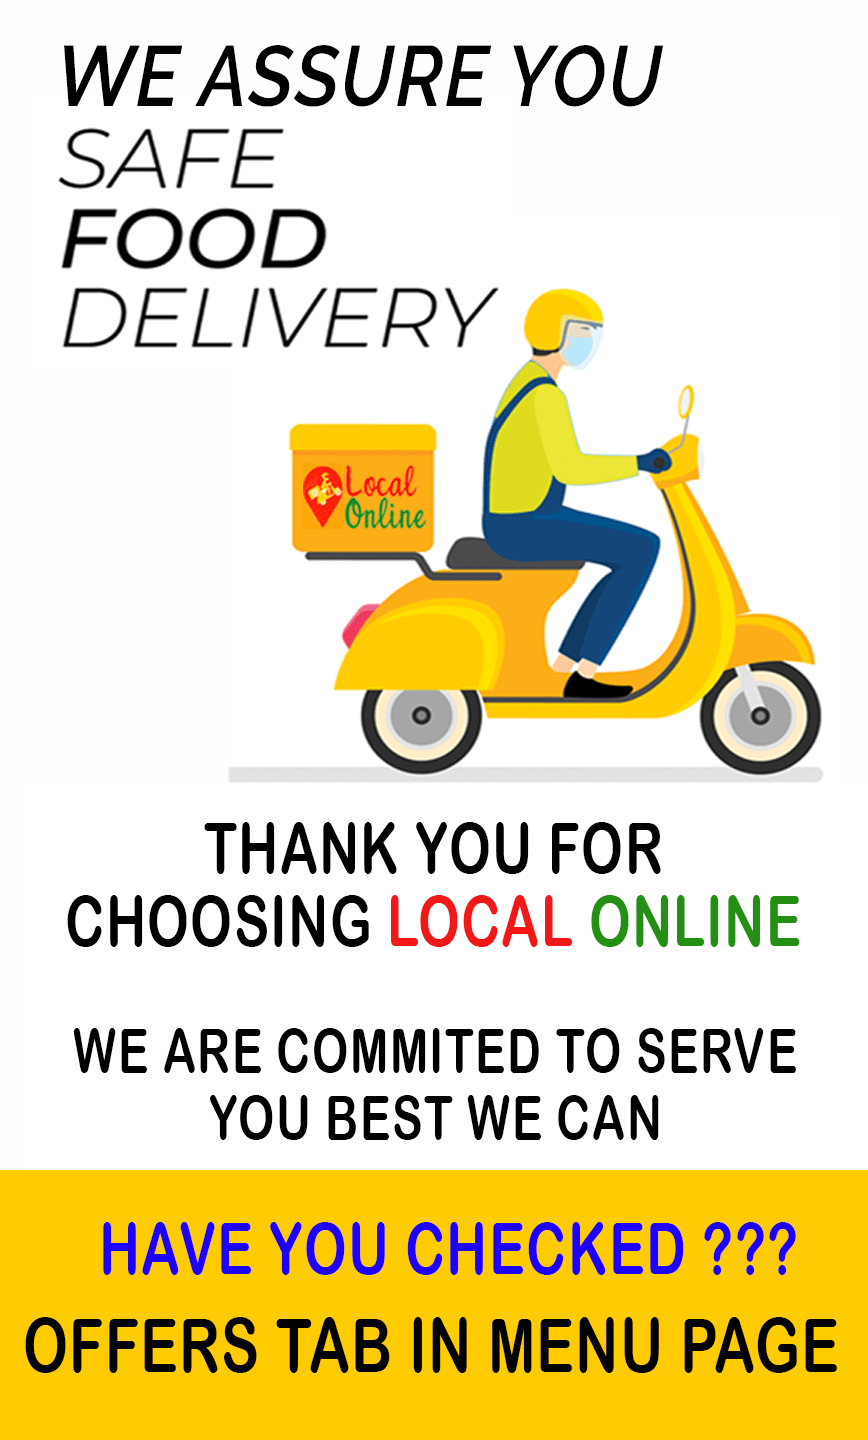 WE ASSURE YOU
SAFE
FOOD
DELIVERY
Local
Online
THANK YOU FOR
CHOOSING LOCAL ONLINE
WE ARE COMMITED TO SERVE
YOU BEST WE CAN
HAVE YOU CHECKED ???
OFFERS TAB IN MENU PAGE